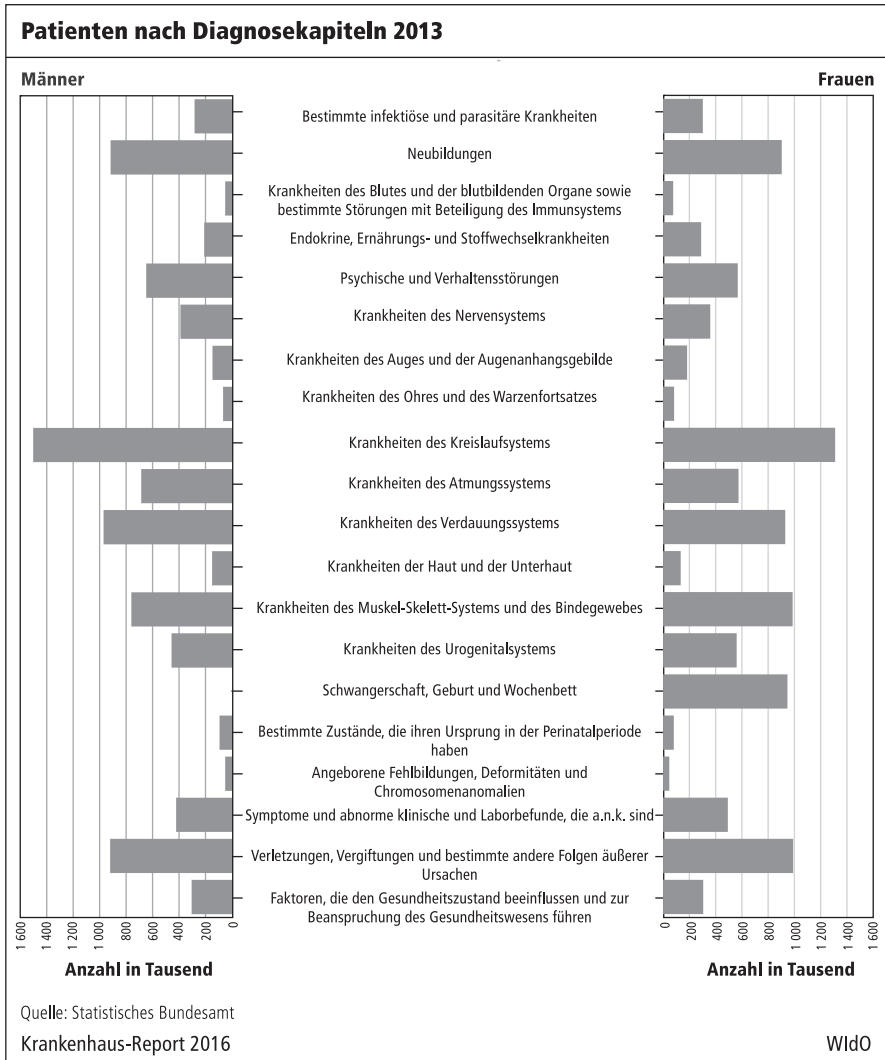 Patienten nach Diagnosekapiteln 2013
Männer
Frauen
Bestimmte infektiöse und parasitäre Krankheiten
Neubildungen
Krankheiten des Blutes und der blutbildenden Organe sowie
bestimmte Störungen mit Beteiligung des Immunsystems
Endokrine, Ernährungs- und Stoffwechselkrankheiten
Psychische und Verhaltensstörungen
Krankheiten des Nervensystems
Krankheiten des Auges und der Augenanhangsgebilde
Krankheiten des Ohres und des Warzenfortsatzes
Krankheiten des Kreislaufsystems
Krankheiten des Atmungssystems
Krankheiten des Verdauungssystems
Krankheiten der Haut und der Unterhaut
Krankheiten des Muskel-Skelett-Systems und des Bindegewebes
Krankheiten des Urogenitalsystems
Schwangerschaft, Geburt und Wochenbett
Bestimmte Zustände, die ihren Ursprung in der Perinatalperiode
haben
Angeborene Fehlbildungen, Deformitäten und
Chromosomenanomalien
Symptome und abnorme klinische und Laborbefunde, die a.n.k. sind
Verletzungen, Vergiftungen und bestimmte andere Folgen äußerer
Ursachen
Faktoren, die den Gesundheitszustand beeinflussen und zur
Beanspruchung des Gesundheitswesens führen
1 600 1 400 1 200 1 000 800 600 400 200 0
0 200 400 600 800 1 000 1 200 1 400 1 600
Anzahl in Tausend
Anzahl in Tausend
Quelle: Statistisches Bundesamt
Krankenhaus-Report 2016
WIdO